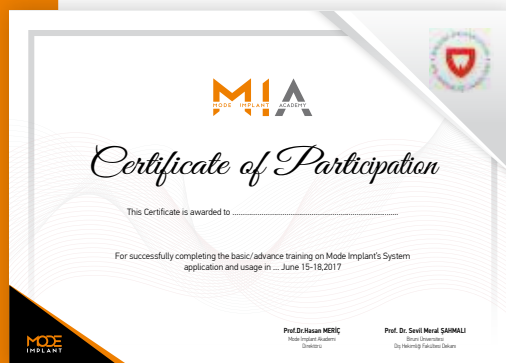 MIA
MODE IMPLANT ACADEMY
Certificate of Participation
This Certificate is awarded to ................................................................................
For successfully completing the basic/advance training on Mode Implant's System
application and usage in ... June 15-18,2017
Prof.Dr.Hasan MERİÇ
Mode Implant Akademi
Direktörü
Prof. Dr. Sevil Meral ŞAHMALI
Biruni Üniversitesi
Diş Hekimliği Fakültesi Dekanı
MODE
IMPLANT